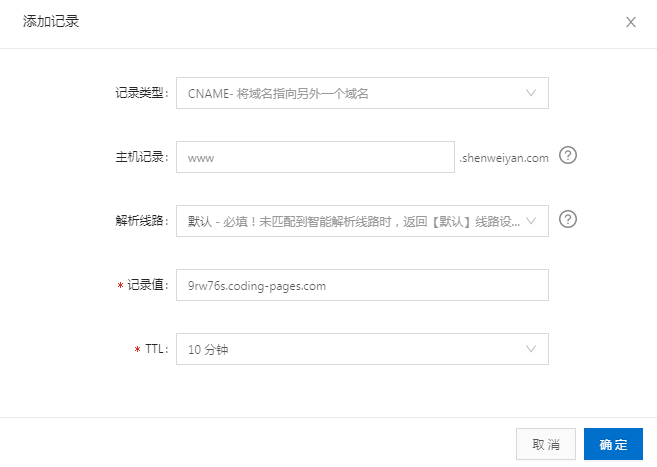 添加记录
记录类型: CNAME- 将域名指向另外一个域名
主机记录: www .shenweiyan.com
解析线路: 默认 - 必填！未匹配到智能解析线路时，返回【默认】线路设...
* 记录值: 9rw76s.coding-pages.com
* TTL: 10 分钟
取消 确定